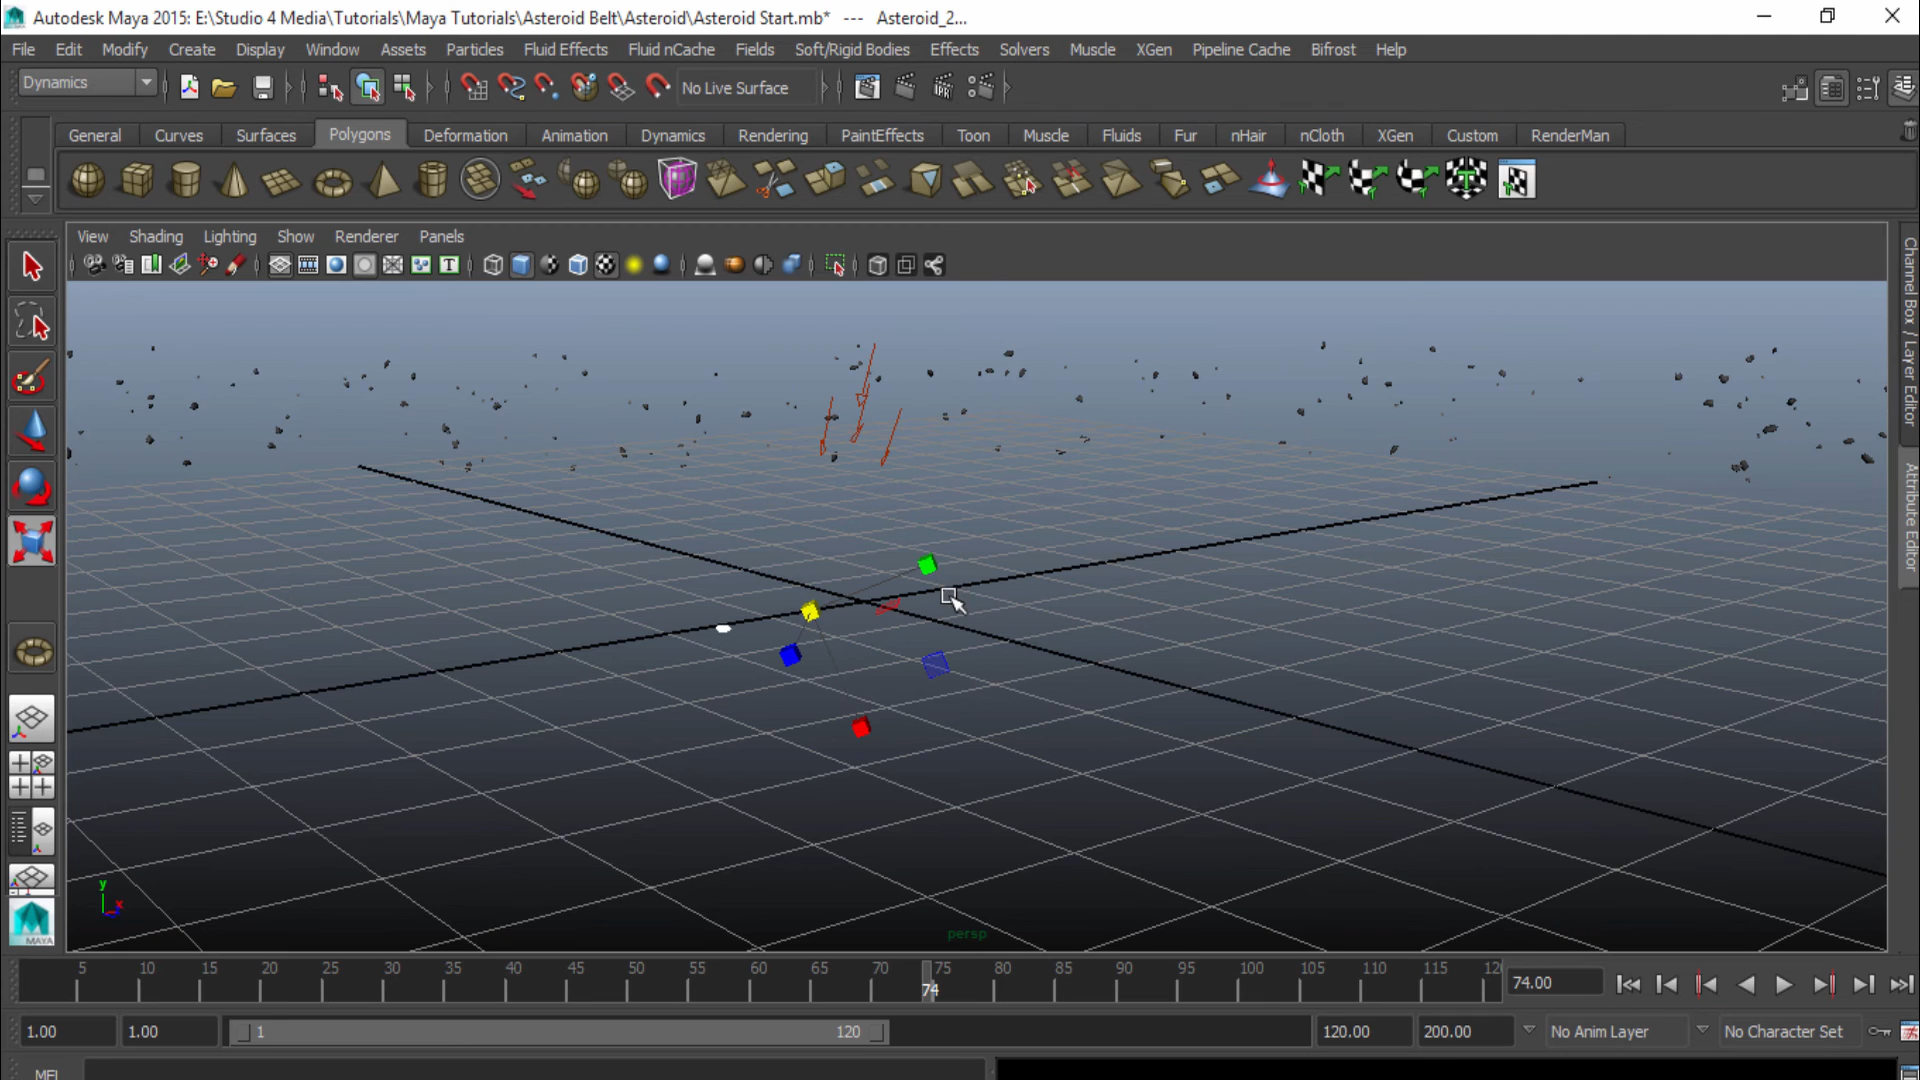 Autodesk Maya 2015: E:\Studio 4 Media\Tutorials\Maya Tutorials\Asteroid Belt\Asteroid\Asteroid Start.mb* --- Asteroid_2...
File Edit Modify Create Display Window Assets Particles Fluid Effects Fluid nCache Fields Soft/Rigid Bodies Effects Solvers Muscle XGen Pipeline Cache Bifrost Help
Dynamics No Live Surface
IPR
General Curves Surfaces Polygons Deformation Animation Dynamics Rendering PaintEffects Toon Muscle Fluids Fur nHair nCloth XGen Custom RenderMan
View Shading Lighting Show Renderer Panels
Channel Box / Layer Editor
Attribute Editor
y
x
persp
MAYA
5 10 15 20 25 30 35 40 45 50 55 60 65 70 75 80 85 90 95 100 105 110 115 12
74
74.00
1.00 1.00 1 120 120.00 200.00 No Anim Layer No Character Set
MEL